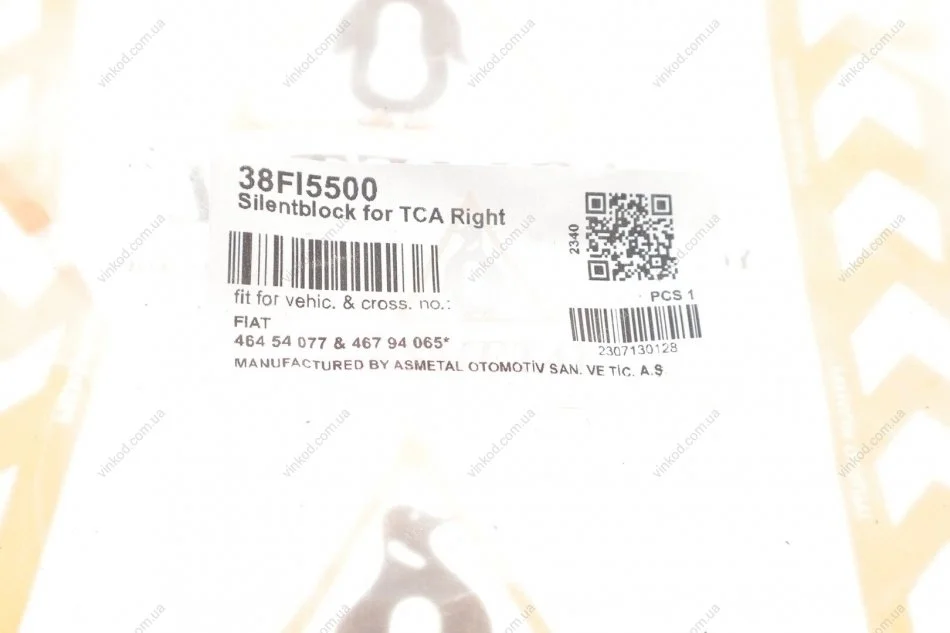 38FI5500
Silentblock for TCA Right
2340
fit for vehic. & cross. no.:
PCS 1
FIAT
464 54 077 & 467 94 065*
2307130128
MANUFACTURED BY ASMETAL OTOMOTİV SAN. VE TİC. A.Ş
vinkod.com.ua